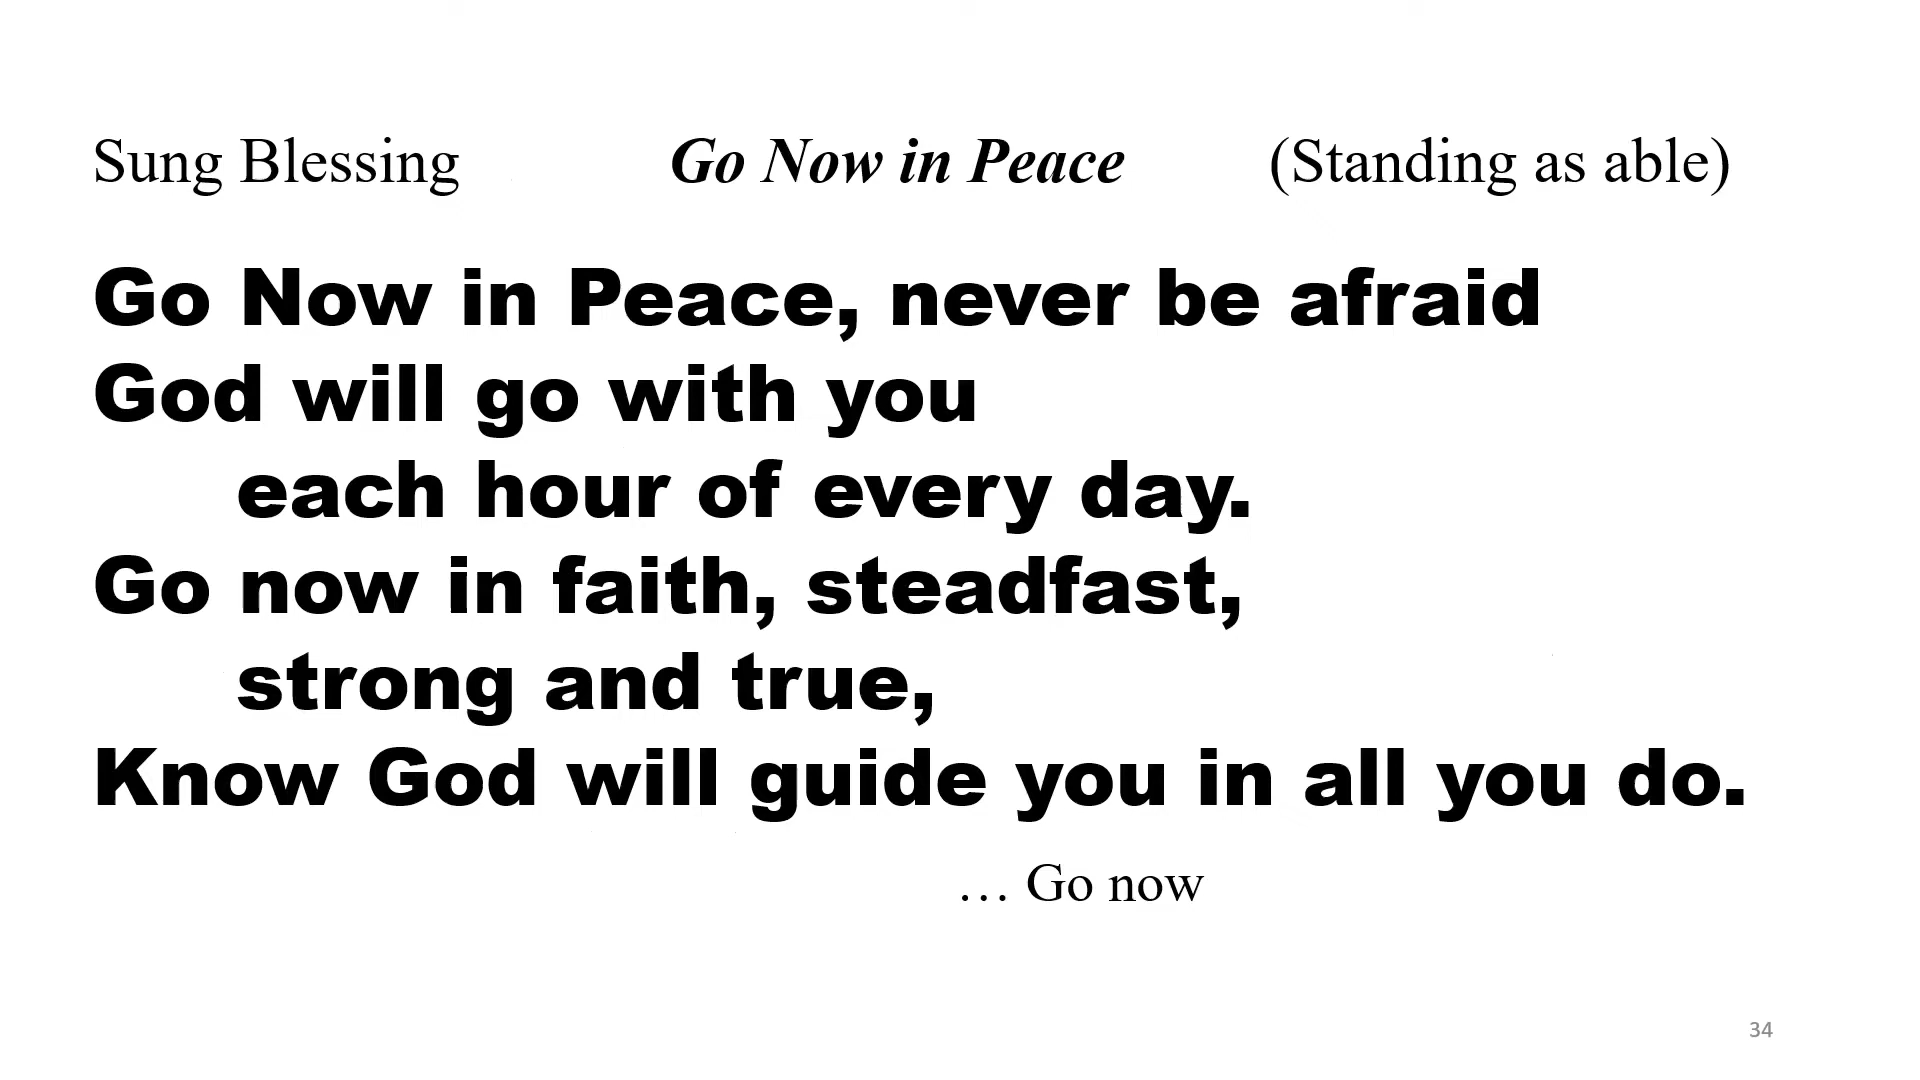 Sung Blessing Go Now in Peace (Standing as able)
Go Now in Peace, never be afraid
God will go with you
each hour of every day.
Go now in faith, steadfast,
strong and true,
Know God will guide you in all you do.
… Go now
34